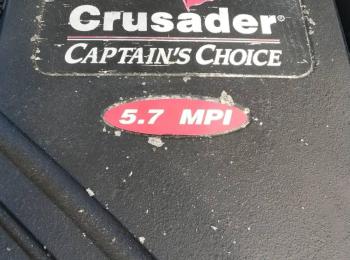 Crusader®
CAPTAIN'S CHOICE
5.7 MPI